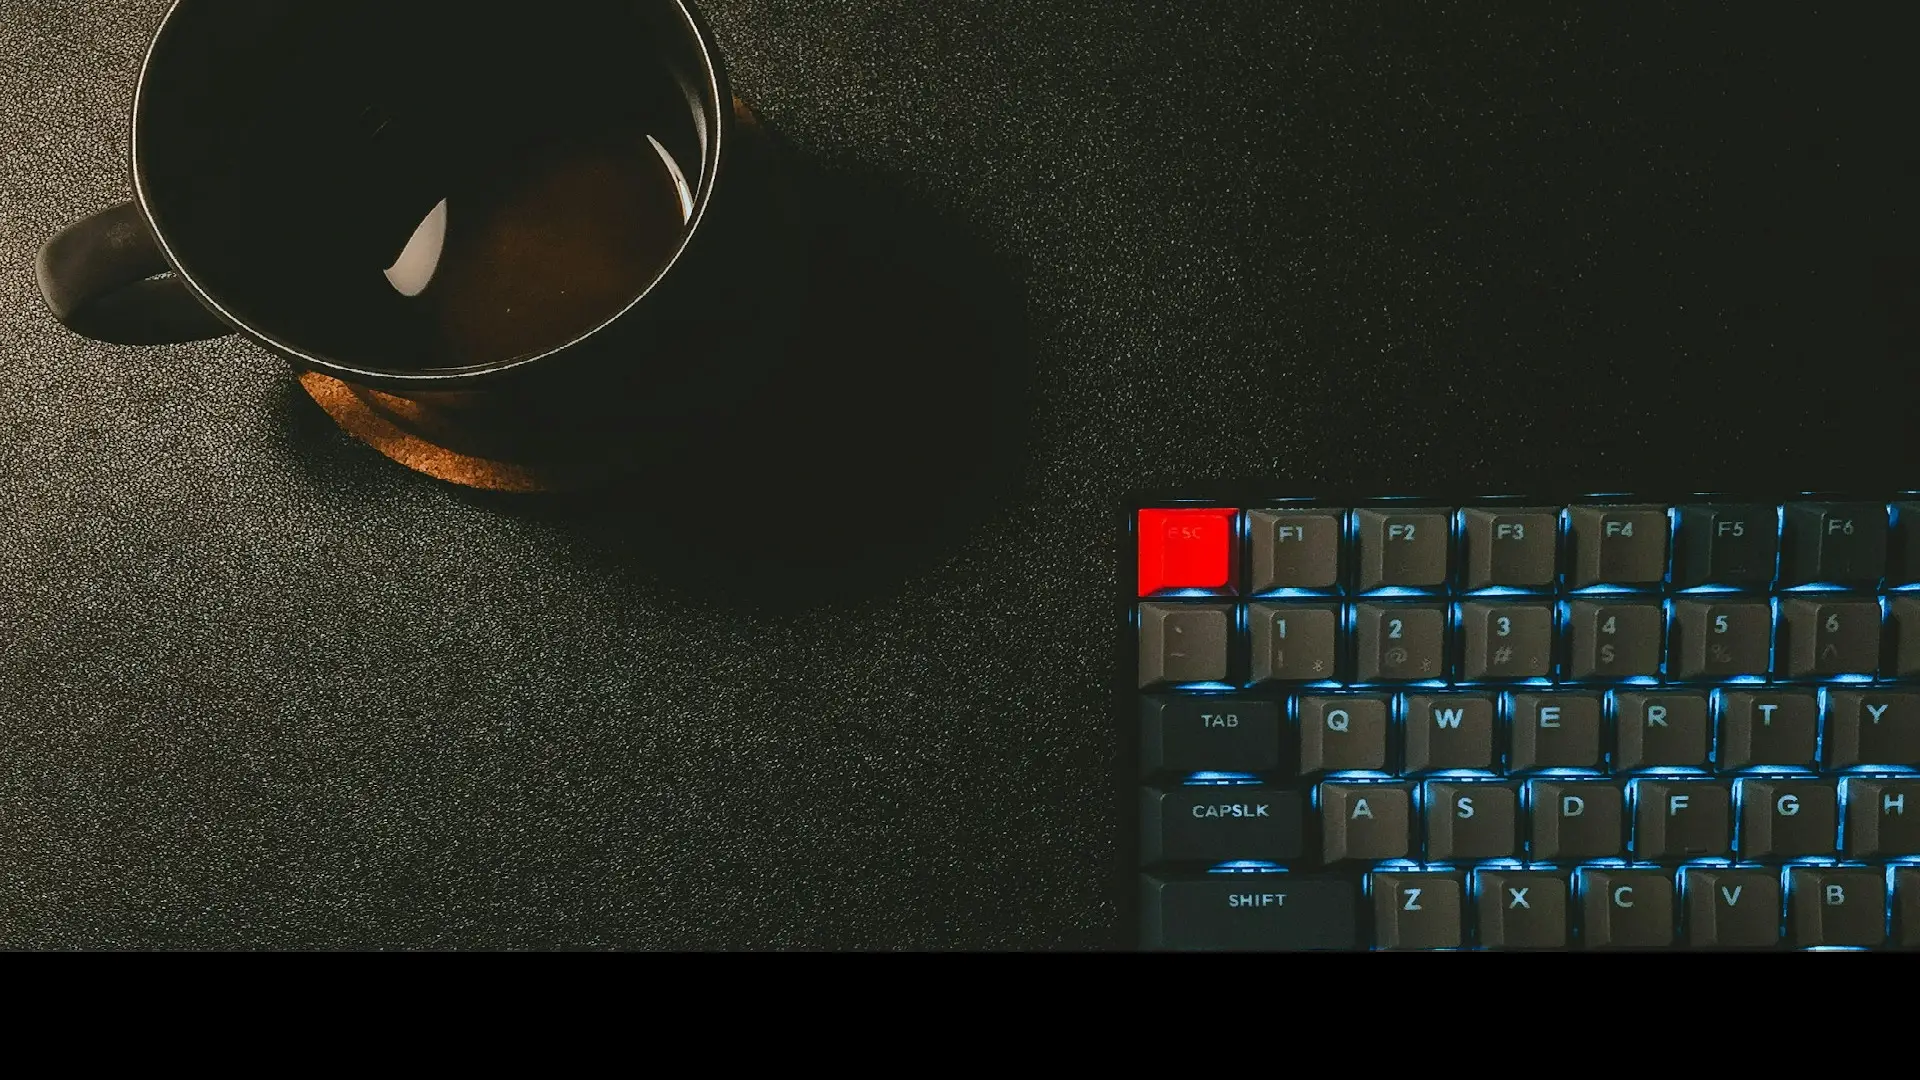 ESC F1 F2 F3 F4 F5 F6
` 1 2 3 4 5 6
~ ! @ # $ % ^
TAB Q W E R T Y
CAPSLK A S D F G H
SHIFT Z X C V B